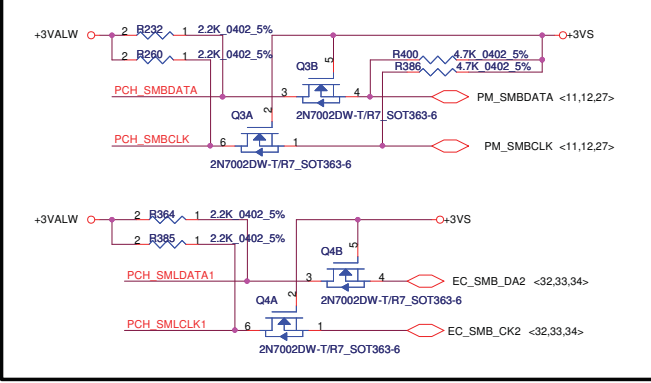 +3VALW 2 R232 1 2.2K_0402_5% +3VS
2 R260 1 2.2K_0402_5%
5 R400 4.7K_0402_5%
Q3B R386 4.7K_0402_5%
PCH_SMBDATA 3 4 PM_SMBDATA <11,12,27>
Q3A 2 2N7002DW-T/R7_SOT363-6
PCH_SMBCLK 6 1 PM_SMBCLK <11,12,27>
2N7002DW-T/R7_SOT363-6
+3VALW 2 R364 1 2.2K_0402_5% +3VS
2 R385 1 2.2K_0402_5%
Q4B 5
PCH_SMLDATA1 3 4 EC_SMB_DA2 <32,33,34>
Q4A 2 2N7002DW-T/R7_SOT363-6
PCH_SMLCLK1 6 1 EC_SMB_CK2 <32,33,34>
2N7002DW-T/R7_SOT363-6